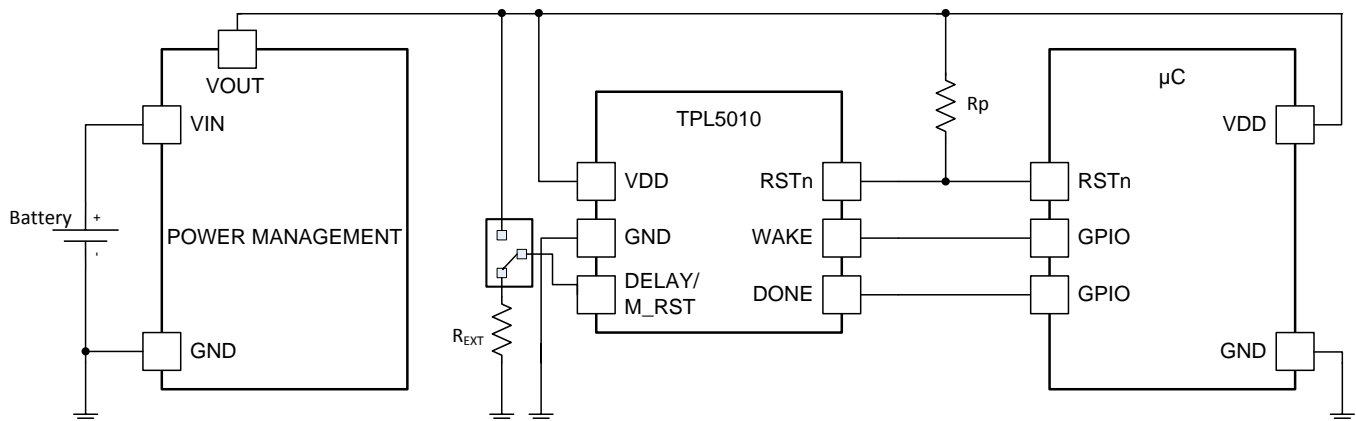 VOUT
VIN
Battery
+
-
POWER MANAGEMENT
GND
TPL5010
VDD
GND
DELAY/
M_RST
RSTn
WAKE
DONE
REXT
Rp
µC
VDD
RSTn
GPIO
GPIO
GND